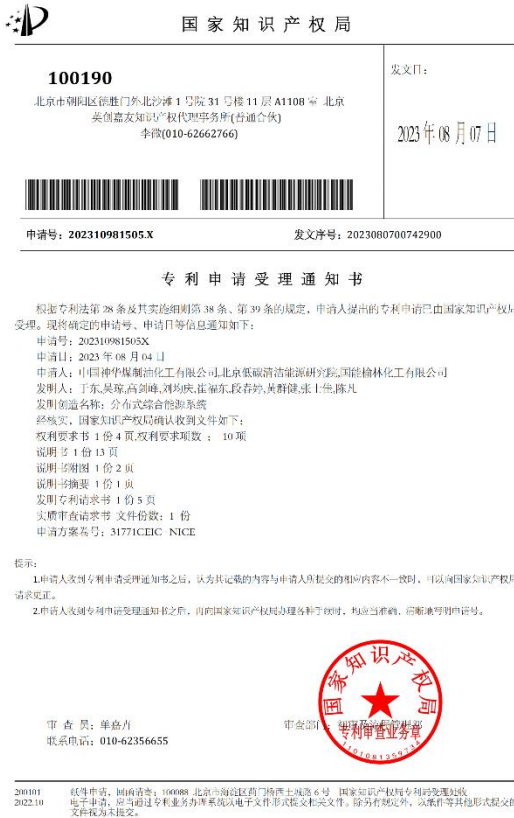 国家知识产权局
100190
北京市朝阳区德胜门外北沙滩1号院31号楼11层A1108室 北京
英创嘉友知识产权代理事务所(普通合伙)
李微(010-62662766)
发文日：
2023年08月07日
申请号：202310981505.X
发文序号：2023080700742900
专利申请受理通知书
根据专利法第28条及其实施细则第38条、第39条的规定，申请人提出的专利申请已由国家知识产权局
受理。现将确定的申请号、申请日等信息通知如下：
申请号：202310981505X
申请日：2023年08月04日
申请人：中国神华煤制油化工有限公司,北京低碳清洁能源研究院,国能榆林化工有限公司
发明人：于东,吴琼,高剑峰,刘均庆,崔福东,段春婷,黄群健,张士伟,陈凡
发明创造名称：分布式综合能源系统
经核实，国家知识产权局确认收到文件如下：
权利要求书 1份4页,权利要求项数 ： 10项
说明书 1份13页
说明书附图 1份2页
说明书摘要 1份1页
发明专利请求书 1份5页
实质审查请求书 文件份数：1份
申请方案卷号：31771CEIC-NICE
提示：
1.申请人收到专利申请受理通知书之后，认为其记载的内容与申请人所提交的相应内容不一致时，可以向国家知识产权局
请求更正。
2.申请人收到专利申请受理通知书之后，再向国家知识产权局办理各种手续时，均应当准确、清晰地写明申请号。
审 查 员：单嘉卉
联系电话：010-62356655
审查部门：
国家知识产权局
专利审查业务章
1101081359734
200101 纸件申请，回函请寄：100088 北京市海淀区蓟门桥西土城路6号 国家知识产权局专利局受理处收
2022.10 电子申请，应当通过专利业务办理系统以电子文件形式提交相关文件。除另有规定外，以纸件等其他形式提交的
文件视为未提交。